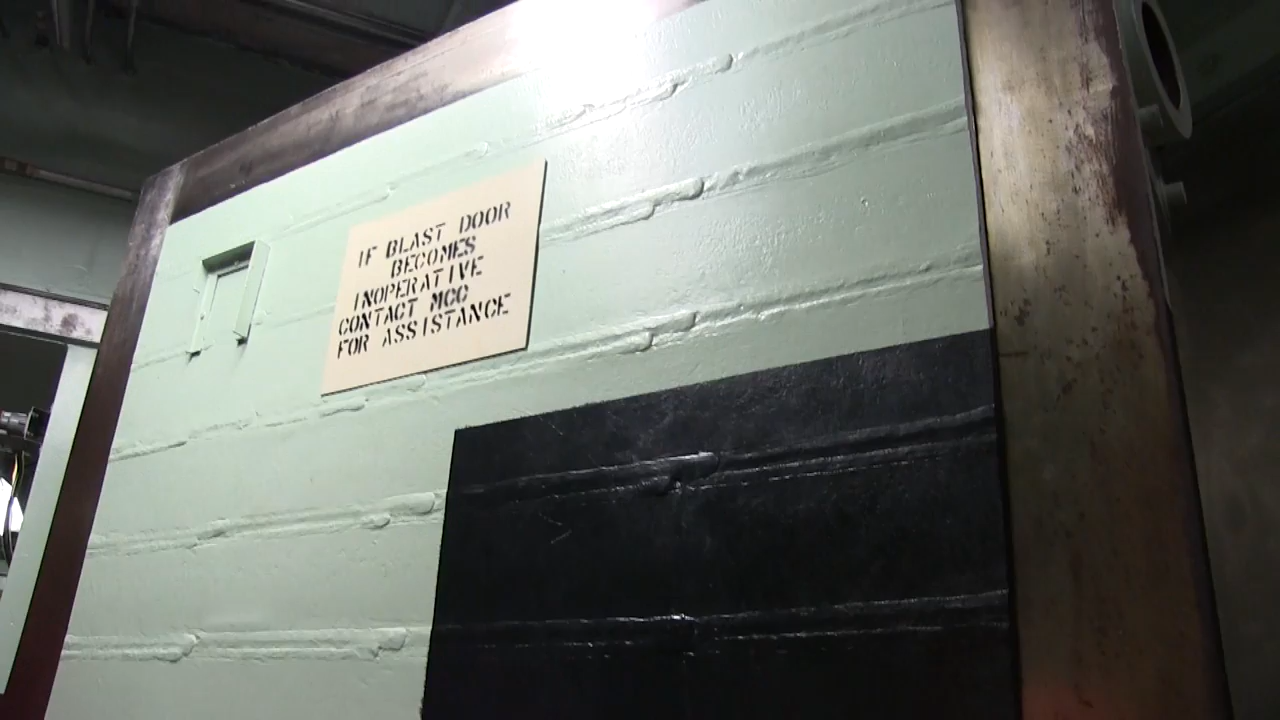 IF BLAST DOOR
BECOMES
INOPERATIVE
CONTACT MCC
FOR ASSISTANCE